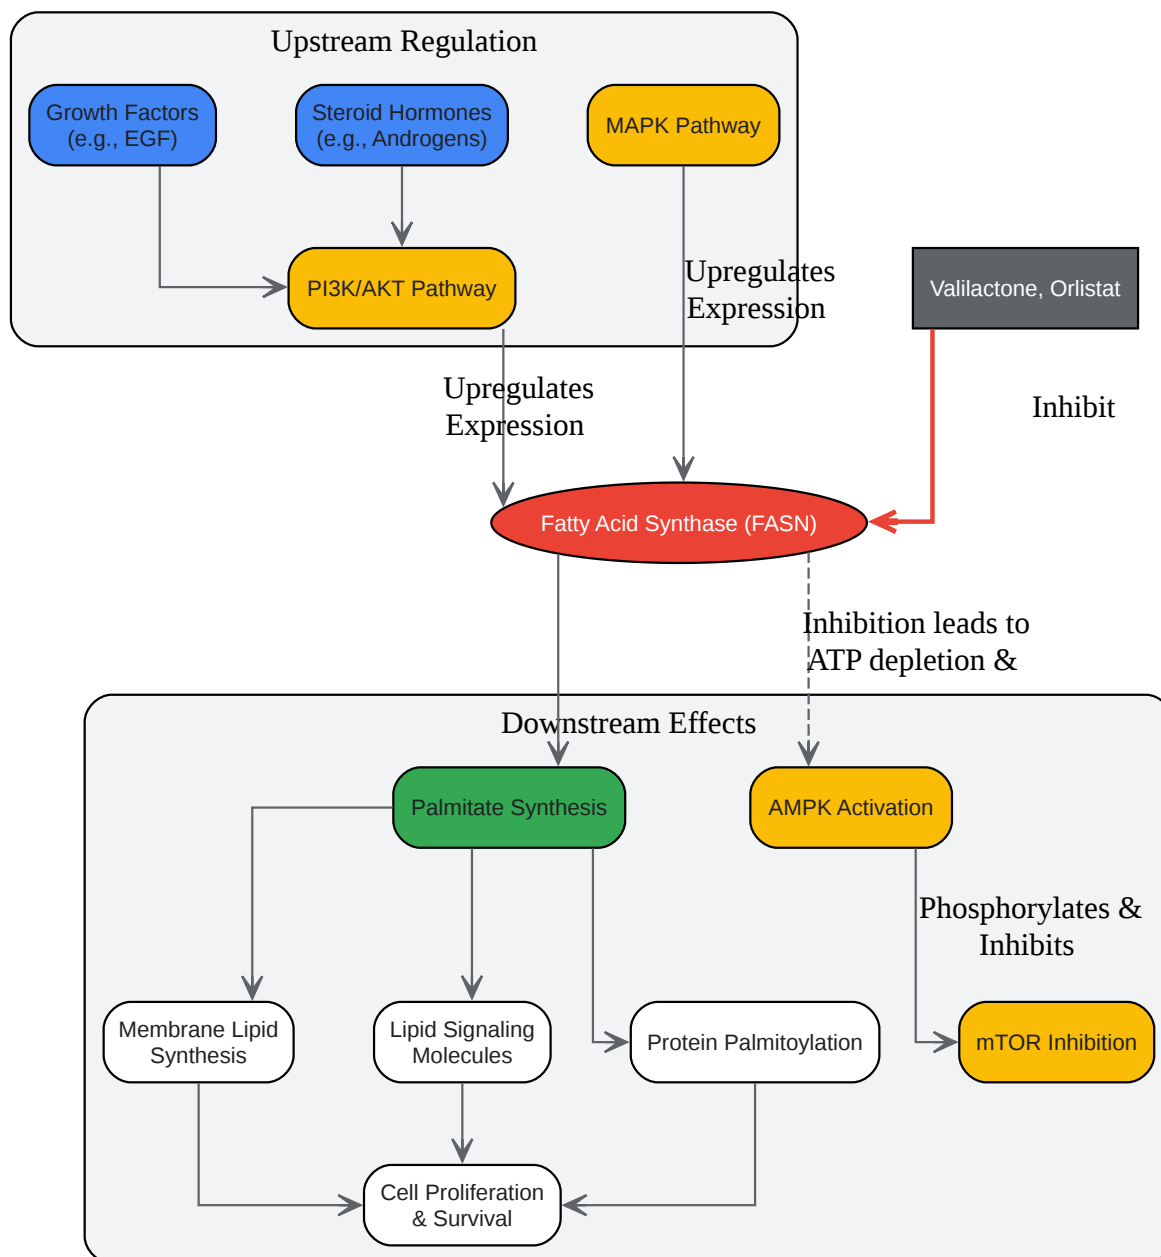 Upstream Regulation
Growth Factors
(e.g., EGF)
Steroid Hormones
(e.g., Androgens)
MAPK Pathway
PI3K/AKT Pathway
Upregulates
Expression
Valilactone, Orlistat
Upregulates
Expression
Inhibit
Fatty Acid Synthase (FASN)
Inhibition leads to
ATP depletion &
Downstream Effects
Palmitate Synthesis
AMPK Activation
Phosphorylates &
Inhibits
Membrane Lipid
Synthesis
Lipid Signaling
Molecules
Protein Palmitoylation
mTOR Inhibition
Cell Proliferation
& Survival